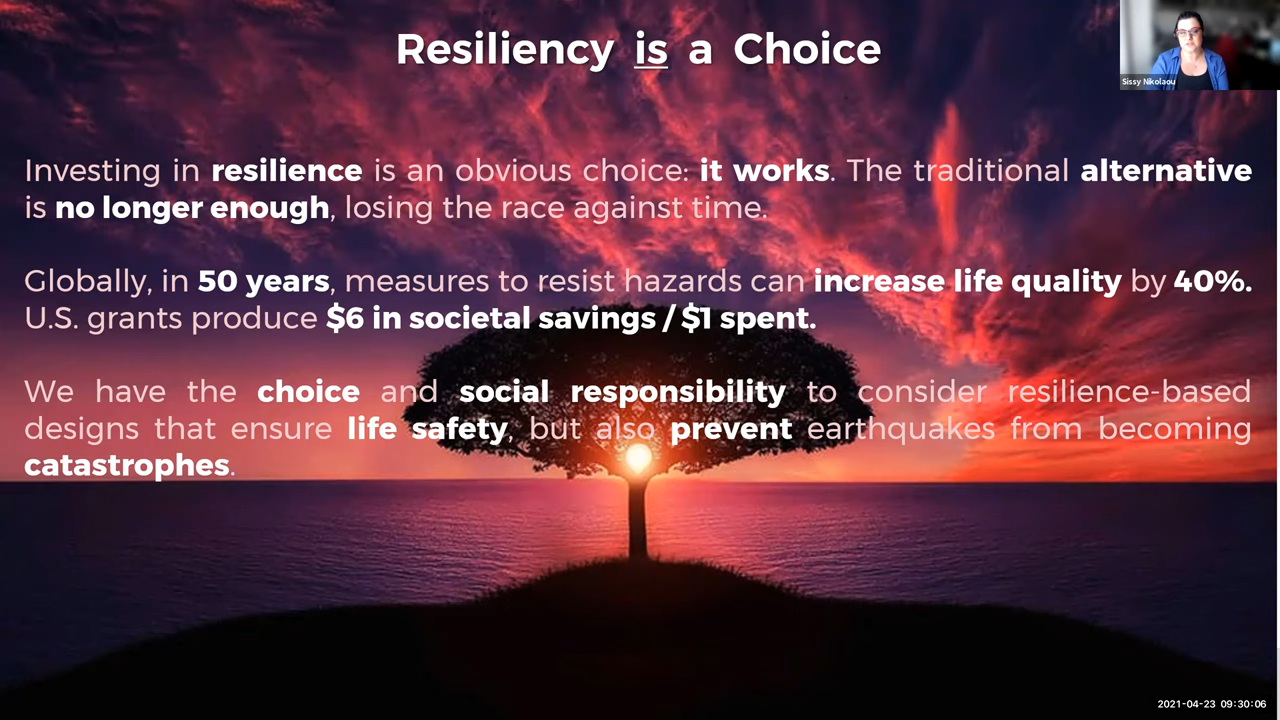 Resiliency is a Choice
Sissy Nikolaou
Investing in resilience is an obvious choice: it works. The traditional alternative
is no longer enough, losing the race against time.
Globally, in 50 years, measures to resist hazards can increase life quality by 40%.
U.S. grants produce $6 in societal savings / $1 spent.
We have the choice and social responsibility to consider resilience-based
designs that ensure life safety, but also prevent earthquakes from becoming
catastrophes.
2021-04-23 09:30:06